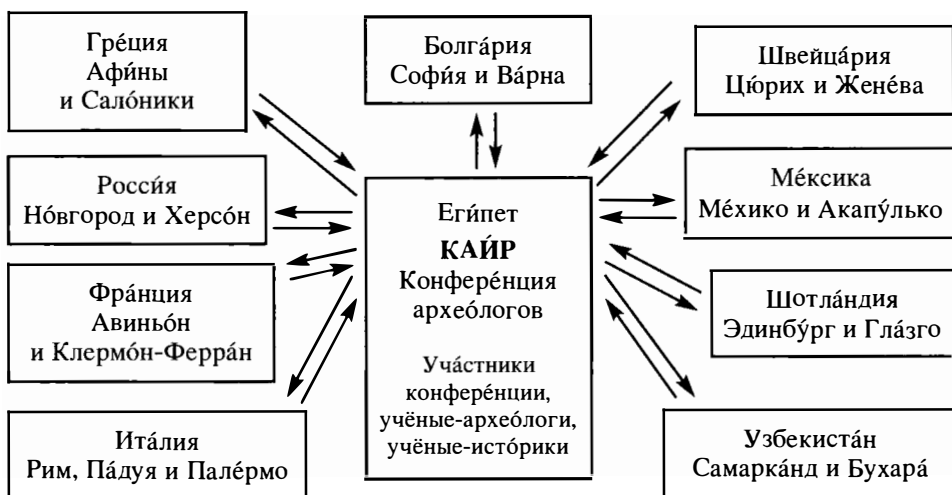 Гре́ция
Афи́ны
и Сало́ники
Болга́рия
Софи́я и Ва́рна
Швейца́рия
Цю́рих и Жене́ва
Росси́я
Но́вгород и Херсо́н
Еги́пет
КАИ́Р
Конфере́нция
архео́логов
Уча́стники
конфере́нции,
учёные-архео́логи,
учёные-исто́рики
Ме́ксика
Ме́хико и Акапу́лько
Фра́нция
Авиньо́н
и Клермо́н-Ферра́н
Шотла́ндия
Эдинбу́рг и Гла́зго
Ита́лия
Рим, Па́дуя и Пале́рмо
Узбекиста́н
Самарка́нд и Бухара́